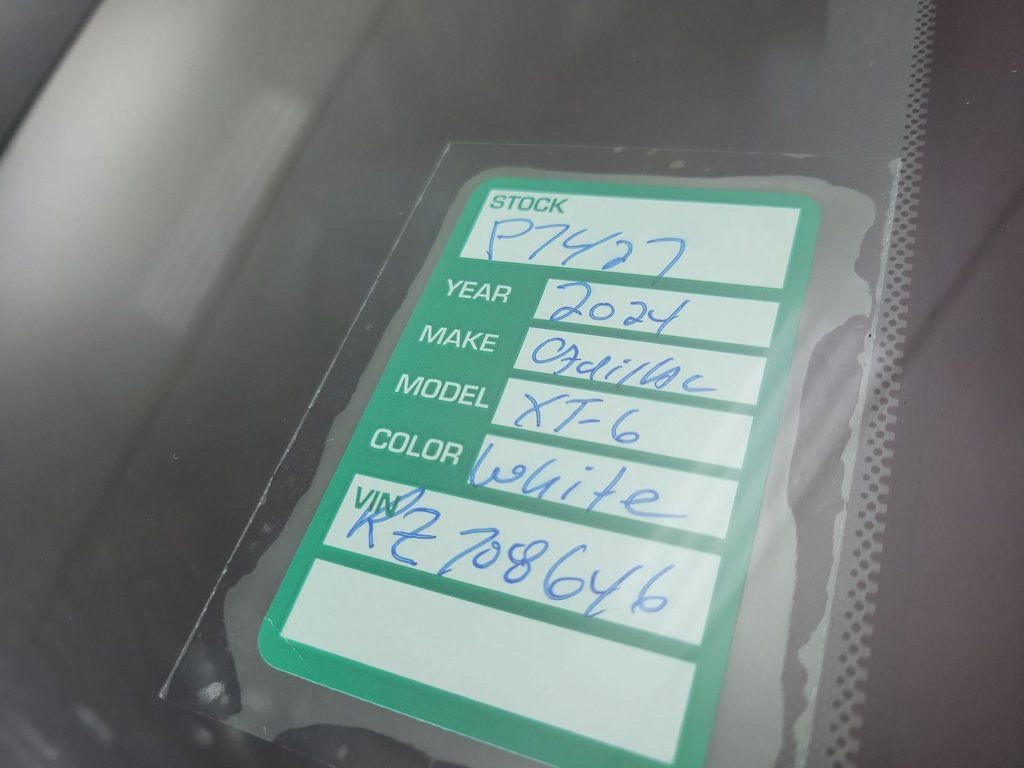 STOCK
P7427
YEAR 2024
MAKE Cadillac
MODEL XT-6
COLOR White
VIN
RZ708646